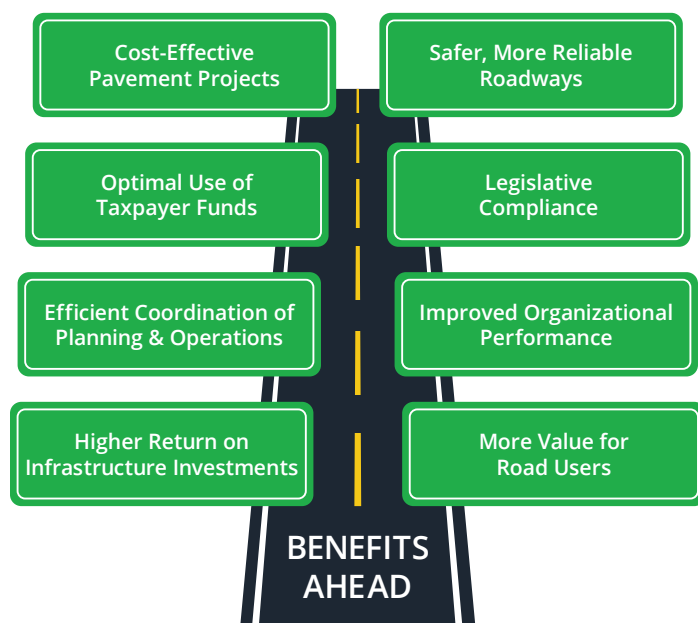 Cost-Effective
Pavement Projects
Safer, More Reliable
Roadways
Optimal Use of
Taxpayer Funds
Legislative
Compliance
Efficient Coordination of
Planning & Operations
Improved Organizational
Performance
Higher Return on
Infrastructure Investments
More Value for
Road Users
BENEFITS
AHEAD